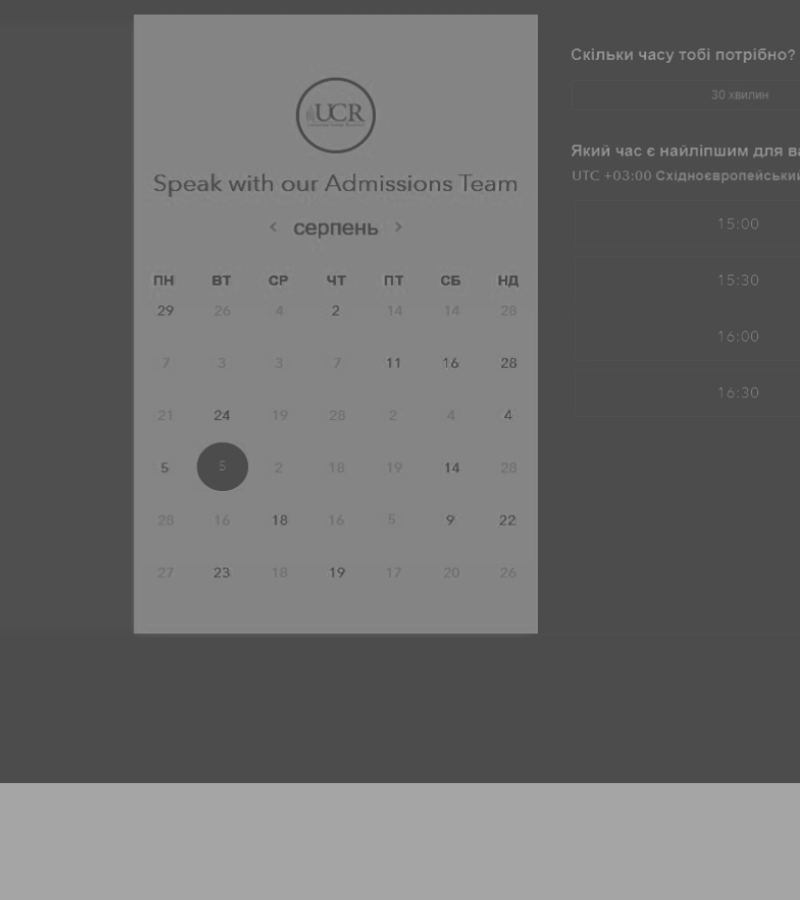 UCR
Speak with our Admissions Team
< серпень >
ПН ВТ СР ЧТ ПТ СБ НД
29 26 4 2 14 14 28
7 3 3 7 11 16 28
21 24 19 28 2 4 4
5 5 2 18 19 14 28
28 16 18 16 5 9 22
27 23 18 19 17 20 26
Скільки часу тобі потрібно?
30 хвилин
Який час є найліпшим для ва
UTC +03:00 Східноєвропейський
15:00
15:30
16:00
16:30